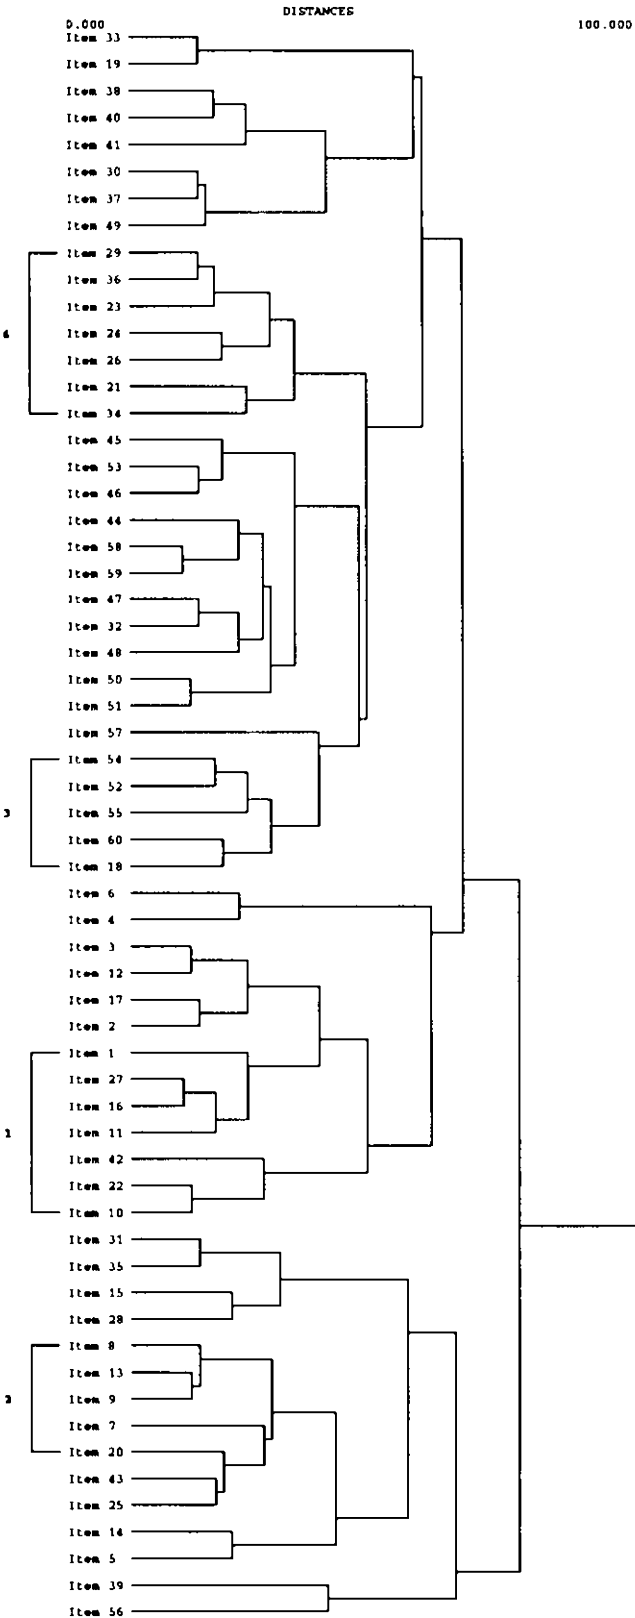 DISTANCES
0.000 100.000
Item 33
Item 19
Item 38
Item 40
Item 41
Item 30
Item 37
Item 49
Item 29
Item 36
Item 23
4
Item 24
Item 26
Item 21
Item 34
Item 45
Item 53
Item 46
Item 44
Item 58
Item 59
Item 47
Item 32
Item 48
Item 50
Item 51
Item 57
Item 54
Item 52
3
Item 55
Item 60
Item 18
Item 6
Item 4
Item 3
Item 12
Item 17
Item 2
Item 1
Item 27
Item 16
1
Item 11
Item 42
Item 22
Item 10
Item 31
Item 35
Item 15
Item 28
Item 8
Item 13
2
Item 9
Item 7
Item 20
Item 43
Item 25
Item 14
Item 5
Item 39
Item 56